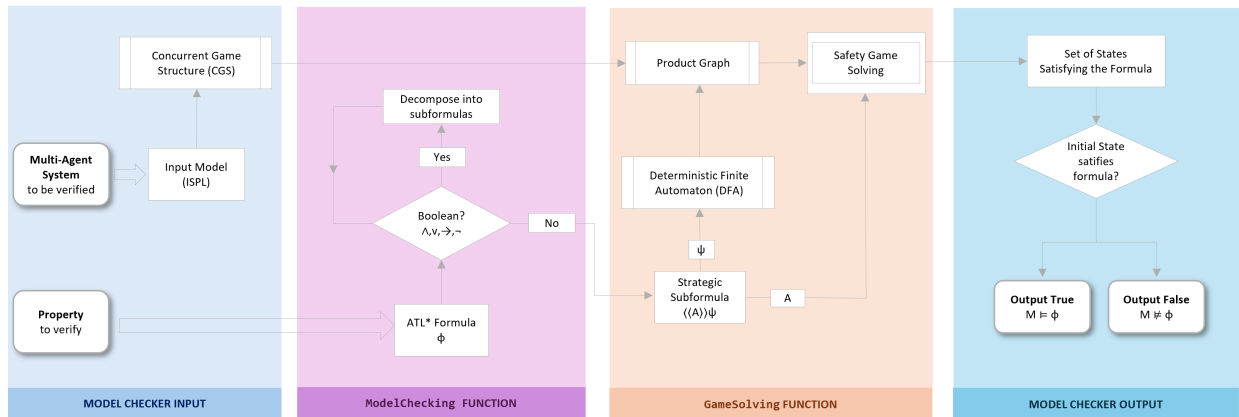 Concurrent Game
Structure (CGS)
Multi-Agent
System
to be verified
Input Model
(ISPL)
Property
to verify
MODEL CHECKER INPUT
Decompose into
subformulas
Yes
Boolean?
∧,∨,→,¬
No
ATL* Formula
ϕ
ModelChecking FUNCTION
Product Graph
Safety Game
Solving
Deterministic Finite
Automaton (DFA)
ψ
Strategic
Subformula
⟨⟨A⟩⟩ψ
A
GameSolving FUNCTION
Set of States
Satisfying the Formula
Initial State
satifies
formula?
Output True
M ⊨ ϕ
Output False
M ⊭ ϕ
MODEL CHECKER OUTPUT